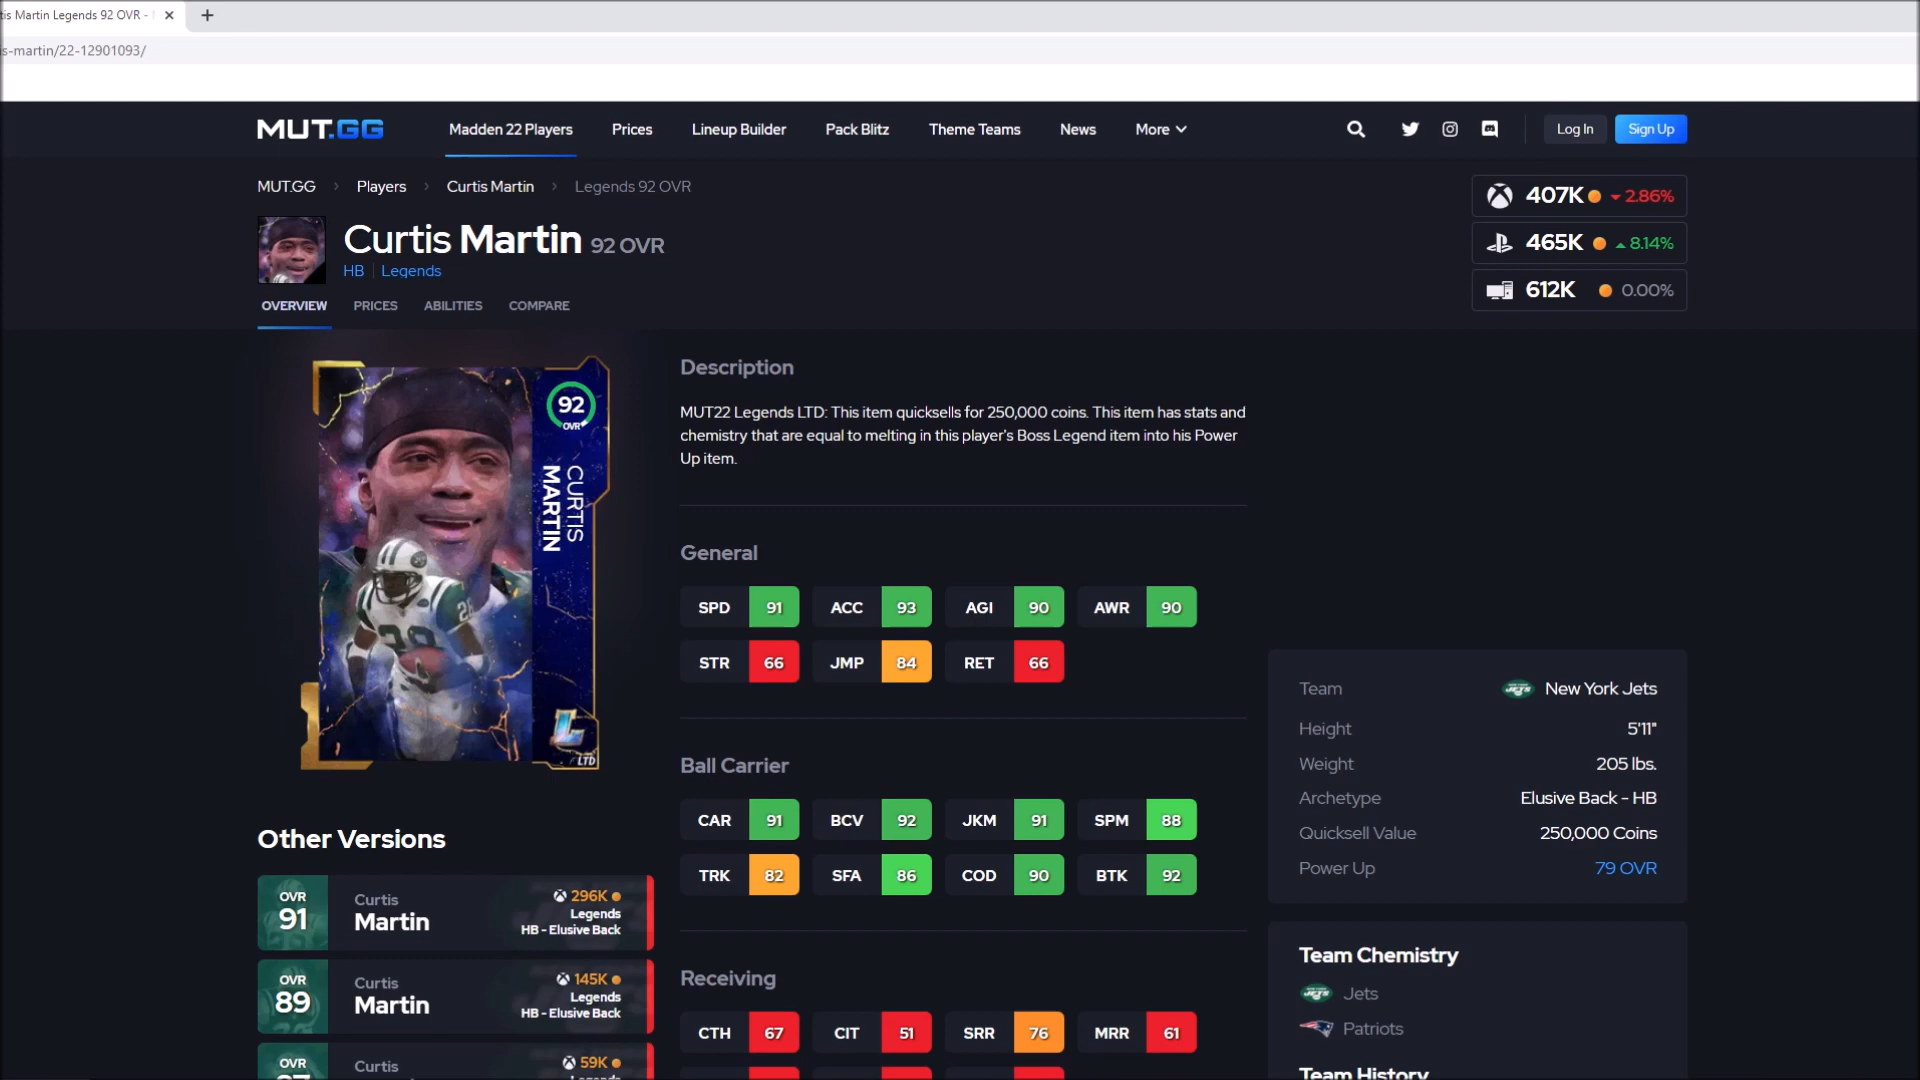 tis Martin Legends 92 OVR -
s-martin/22-12901093/
MUT.GG
Madden 22 Players
Prices
Lineup Builder
Pack Blitz
Theme Teams
News
More
Log In
Sign Up
MUT.GG > Players > Curtis Martin > Legends 92 OVR
Curtis Martin 92 OVR
HB | Legends
407K 2.86%
465K 8.14%
612K 0.00%
OVERVIEW
PRICES
ABILITIES
COMPARE
92
OVR
CURTIS
MARTIN
28
L
LTD
Description
MUT22 Legends LTD: This item quicksells for 250,000 coins. This item has stats and
chemistry that are equal to melting in this player's Boss Legend item into his Power
Up item.
General
SPD 91 ACC 93 AGI 90 AWR 90
STR 66 JMP 84 RET 66
Ball Carrier
CAR 91 BCV 92 JKM 91 SPM 88
TRK 82 SFA 86 COD 90 BTK 92
Receiving
CTH 67 CIT 51 SRR 76 MRR 61
Other Versions
OVR
91
Curtis
Martin
296K
Legends
HB - Elusive Back
OVR
89
Curtis
Martin
145K
Legends
HB - Elusive Back
OVR
Curtis
59K
Team New York Jets
Height 5'11"
Weight 205 lbs.
Archetype Elusive Back - HB
Quicksell Value 250,000 Coins
Power Up 79 OVR
Team Chemistry
Jets
Patriots
Team History